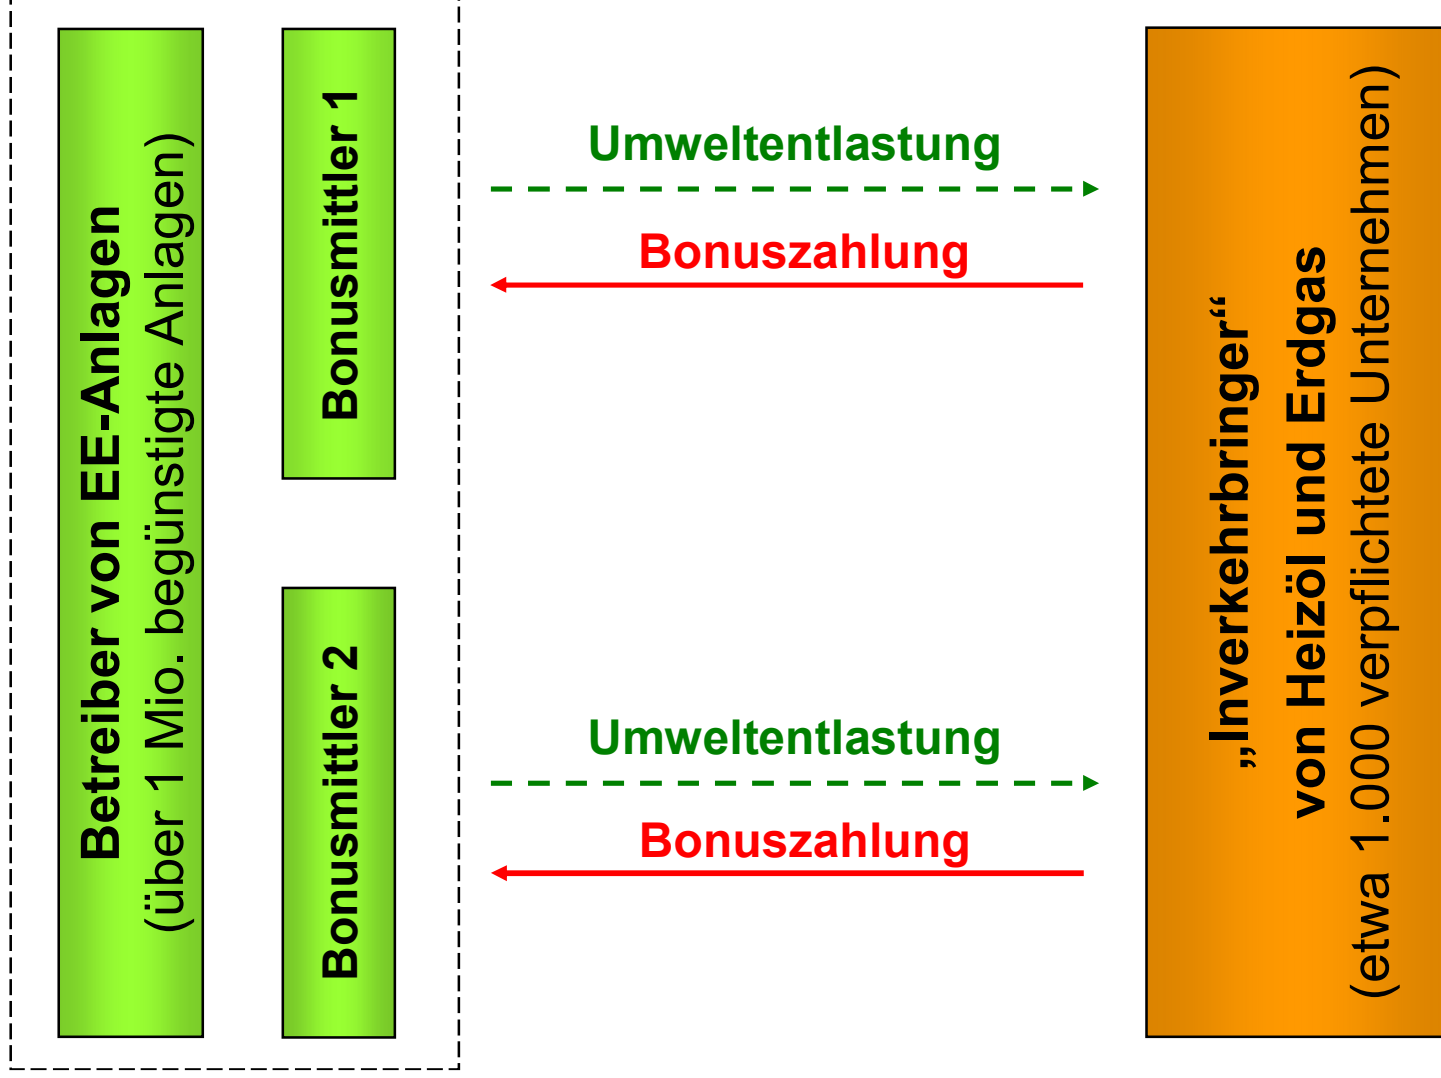 Betreiber von EE-Anlagen
(über 1 Mio. begünstigte Anlagen)
Bonusmittler 1
Bonusmittler 2
Umweltentlastung
Bonuszahlung
Umweltentlastung
Bonuszahlung
„Inverkehrbringer“
von Heizöl und Erdgas
(etwa 1.000 verpflichtete Unternehmen)